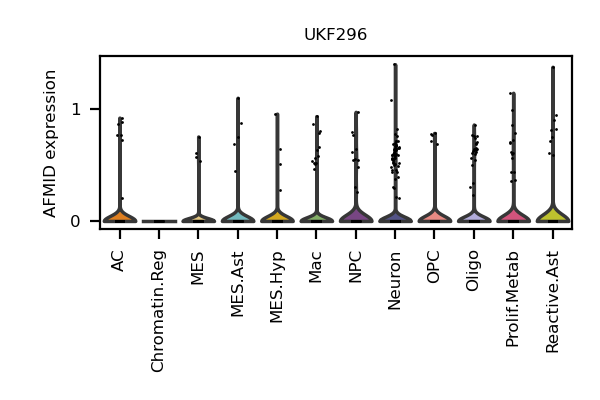 UKF296
AFMID expression
1
0
AC
Chromatin.Reg
MES
MES.Ast
MES.Hyp
Mac
NPC
Neuron
OPC
Oligo
Prolif.Metab
Reactive.Ast